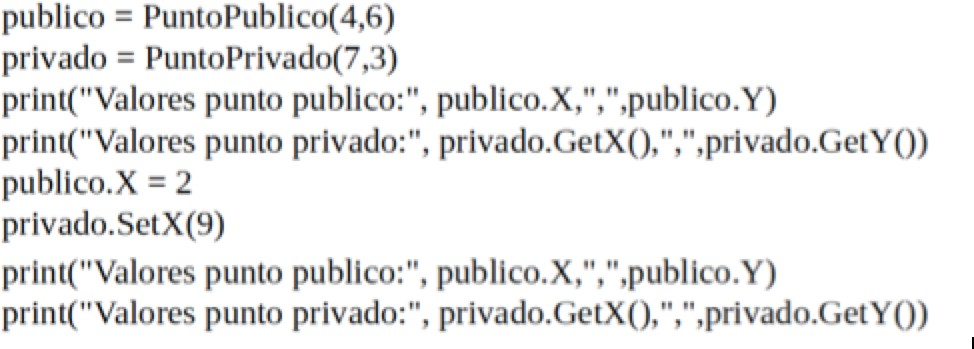 publico = PuntoPublico(4,6)
privado = PuntoPrivado(7,3)
print("Valores punto publico:", publico.X,",",publico.Y)
print("Valores punto privado:", privado.GetX(),",",privado.GetY())
publico.X = 2
privado.SetX(9)
print("Valores punto publico:", publico.X,",",publico.Y)
print("Valores punto privado:", privado.GetX(),",",privado.GetY())